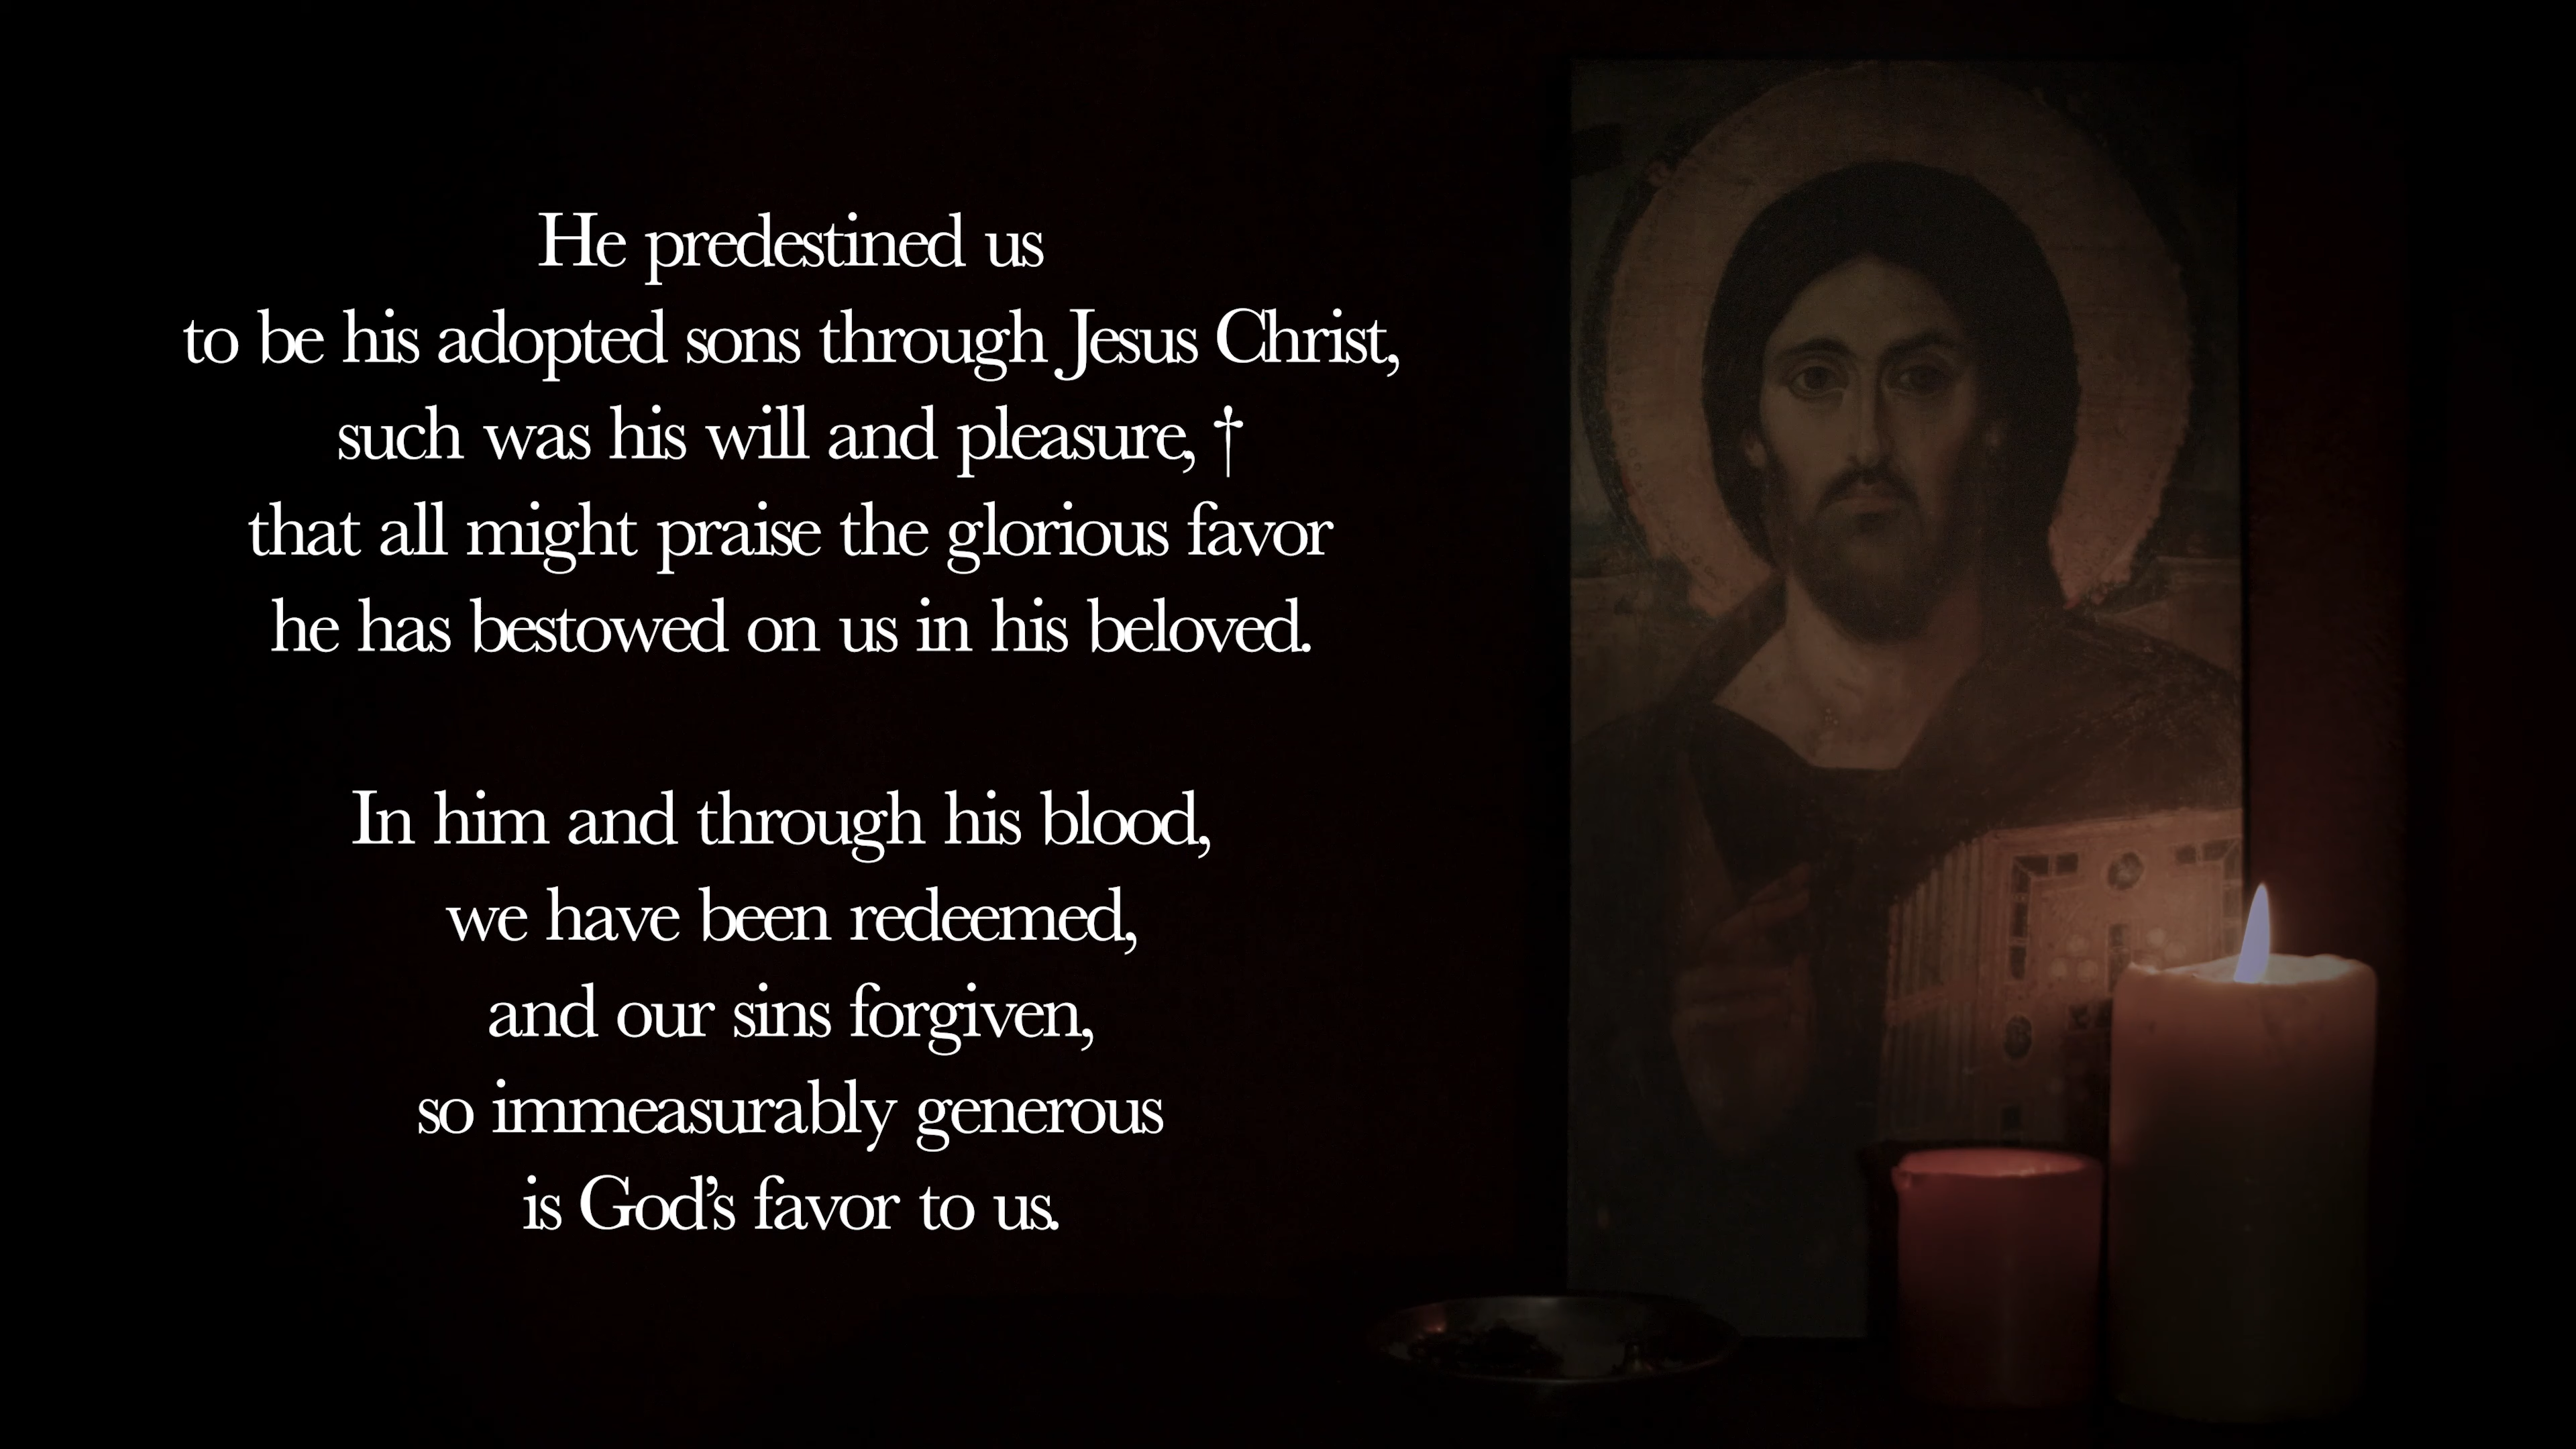 He predestined us
to be his adopted sons through Jesus Christ,
such was his will and pleasure, †
that all might praise the glorious favor
he has bestowed on us in his beloved.
In him and through his blood,
we have been redeemed,
and our sins forgiven,
so immeasurably generous
is God’s favor to us.